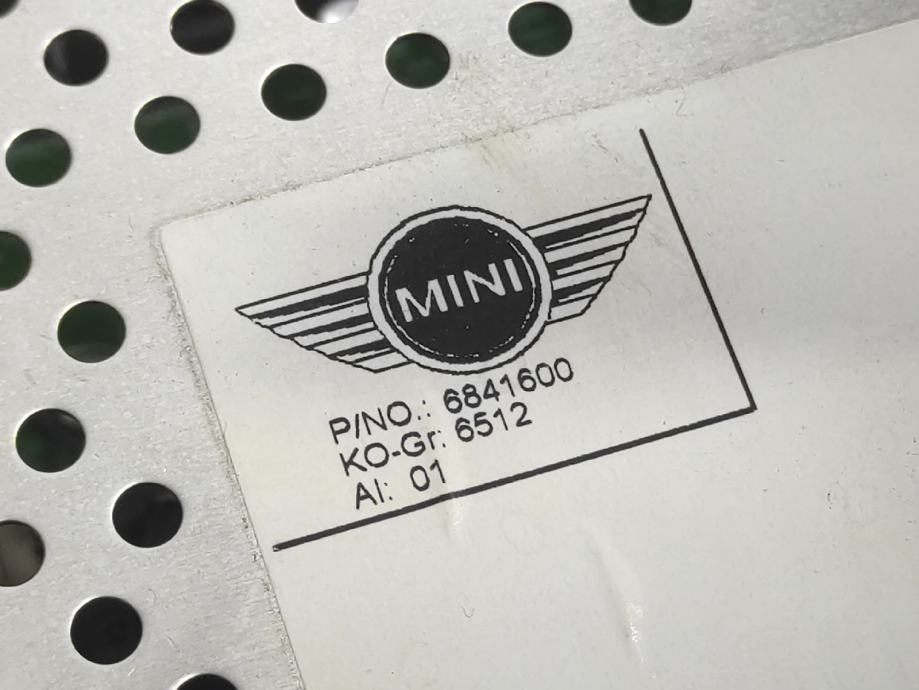 MINI
P/NO.: 6841600
KO-Gr: 6512
AI: 01